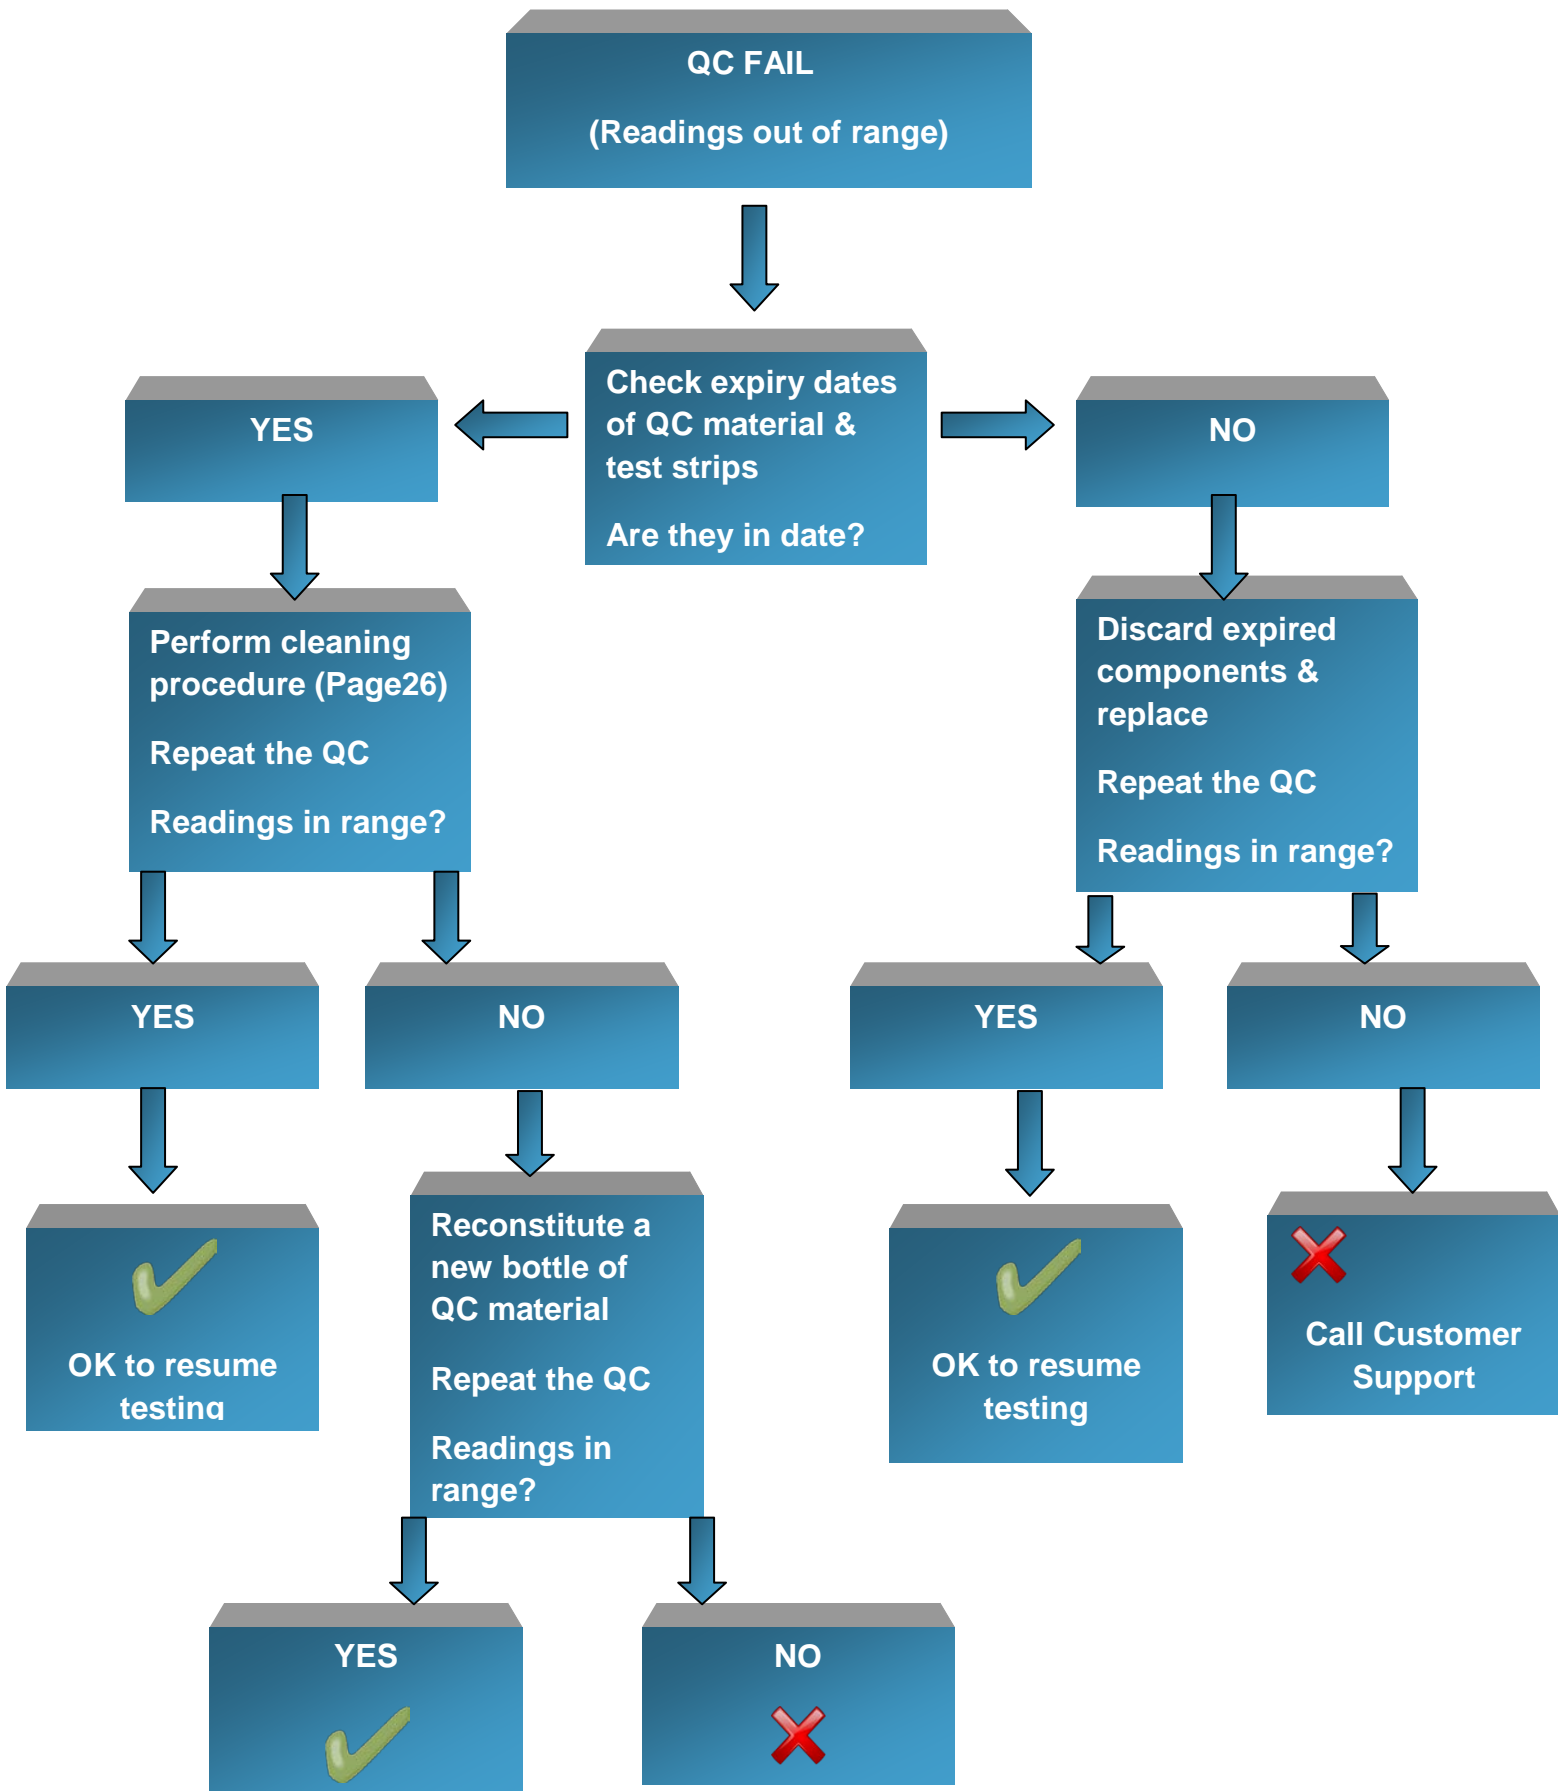 QC FAIL
(Readings out of range)
Check expiry dates
of QC material &
test strips
Are they in date?
YES
NO
Perform cleaning
procedure (Page26)
Repeat the QC
Readings in range?
Discard expired
components &
replace
Repeat the QC
Readings in range?
YES
NO
YES
NO
OK to resume
testing
Reconstitute a
new bottle of
QC material
Repeat the QC
Readings in
range?
OK to resume
testing
Call Customer
Support
YES
NO